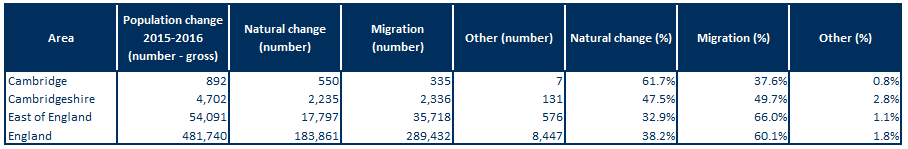 Area Population change 2015-2016 (number - gross) Natural change (number) Migration (number) Other (number) Natural change (%) Migration (%) Other (%)
Cambridge 892 550 335 7 61.7% 37.6% 0.8%
Cambridgeshire 4,702 2,235 2,336 131 47.5% 49.7% 2.8%
East of England 54,091 17,797 35,718 576 32.9% 66.0% 1.1%
England 481,740 183,861 289,432 8,447 38.2% 60.1% 1.8%